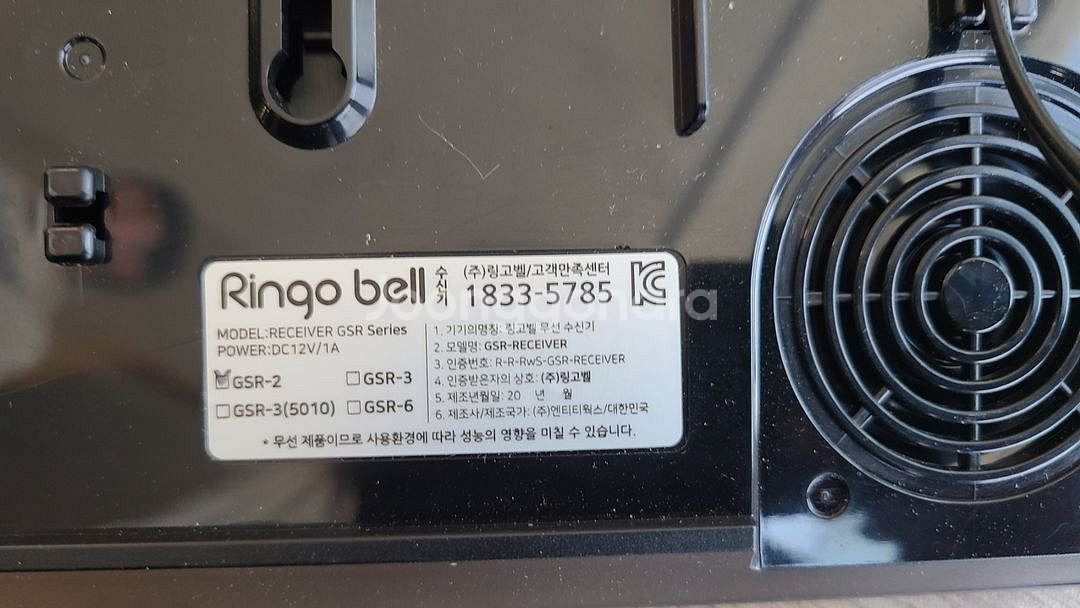 Ringo bell 수신기 (주)링고벨/고객만족센터
1833-5785
MODEL:RECEIVER GSR Series
POWER:DC12V/1A
GSR-2 GSR-3
GSR-3(5010) GSR-6
1. 기기의명칭: 링고벨 무선 수신기
2. 모델명: GSR-RECEIVER
3. 인증번호: R-R-RwS-GSR-RECEIVER
4. 인증받은자의 상호: (주)링고벨
5. 제조년월일: 20 년 월
6. 제조사/제조국가: (주)엔티티웍스/대한민국
* 무선 제품이므로 사용환경에 따라 성능의 영향을 미칠 수 있습니다.
Joonggonara